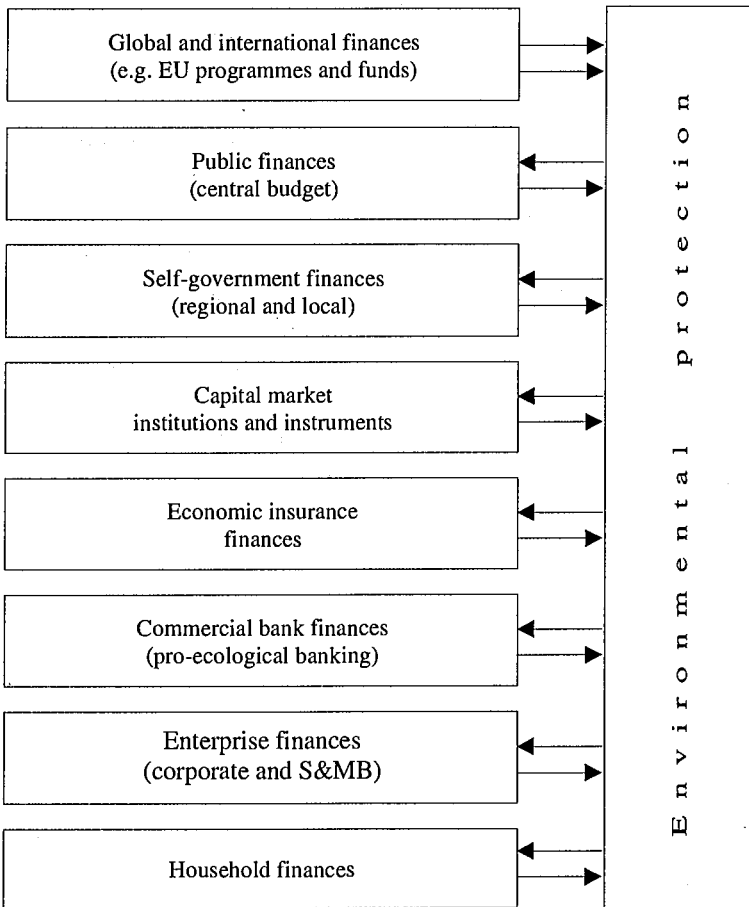 Global and international finances
(e.g. EU programmes and funds)
Public finances
(central budget)
Self-government finances
(regional and local)
Capital market
institutions and instruments
Economic insurance
finances
Commercial bank finances
(pro-ecological banking)
Enterprise finances
(corporate and S&MB)
Household finances
Environmental protection